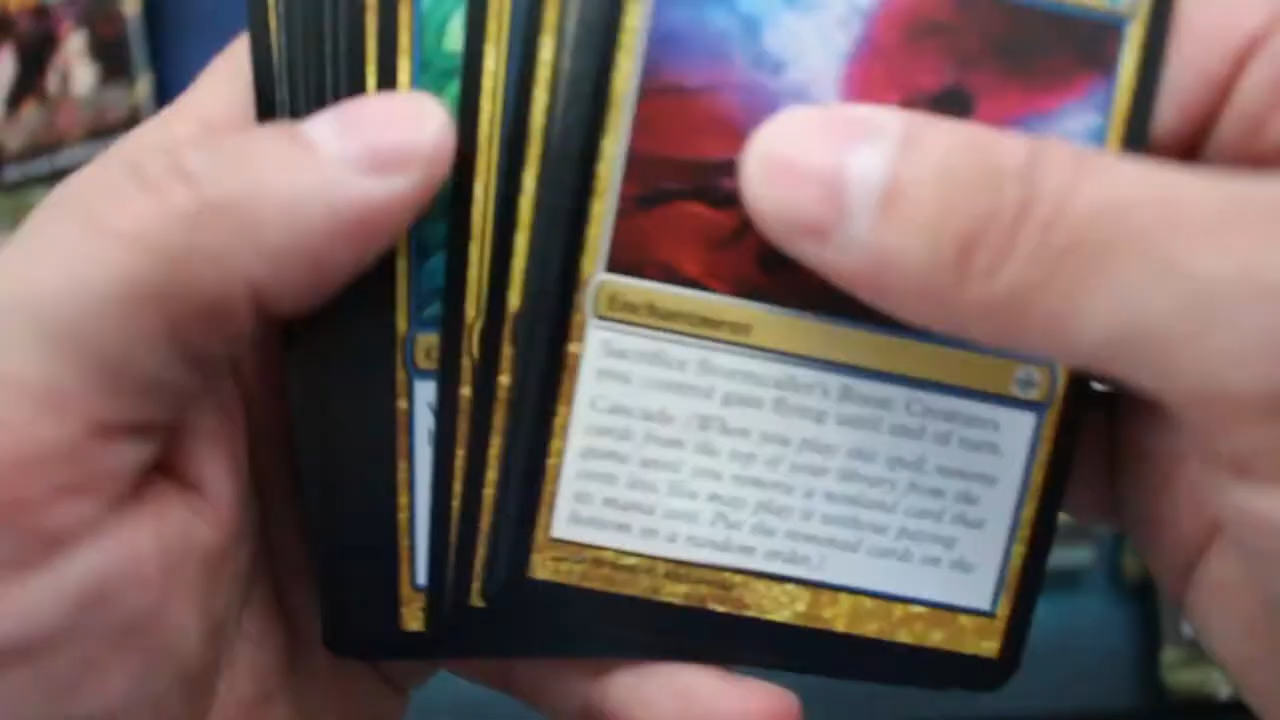 Enchantment
Sacrifice Stormcaller's Boon: Creatures
you control gain flying until end of turn.
Cascade (When you play this spell, remove
cards from the top of your library from the
game until you remove a nonland card that
costs less. You may play it without paying
its mana cost. Put the removed cards on the
bottom in a random order.)